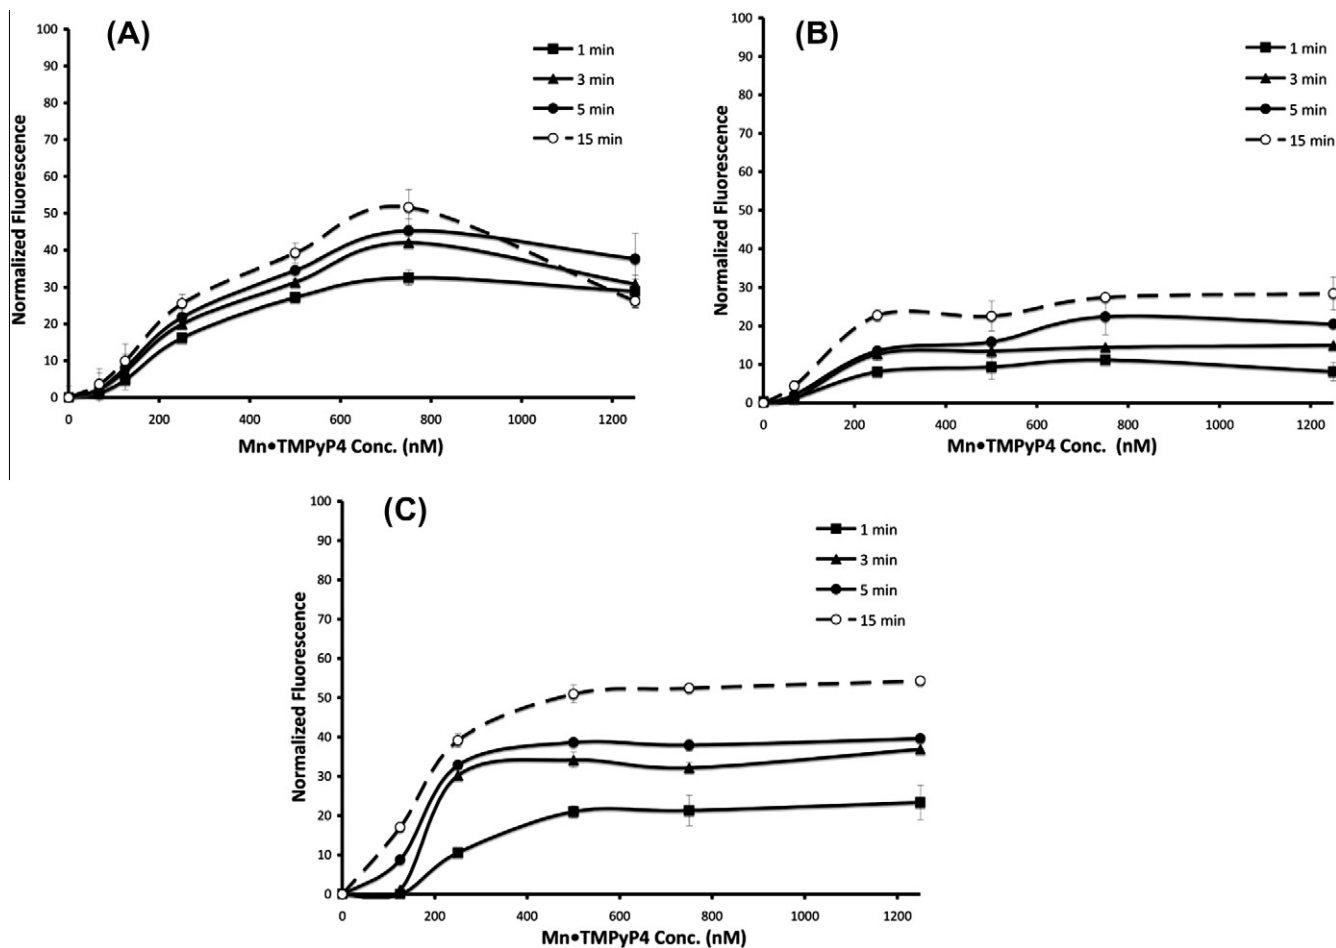 (A)
1 min
3 min
5 min
15 min
Normalized Fluorescence
100
90
80
70
60
50
40
30
20
10
0
0 200 400 600 800 1000 1200
Mn•TMPyP4 Conc. (nM)
(B)
1 min
3 min
5 min
15 min
Normalized Fluorescence
100
90
80
70
60
50
40
30
20
10
0
0 200 400 600 800 1000 1200
Mn•TMPyP4 Conc. (nM)
(C)
1 min
3 min
5 min
15 min
Normalized Fluorescence
100
90
80
70
60
50
40
30
20
10
0
0 200 400 600 800 1000 1200
Mn•TMPyP4 Conc. (nM)